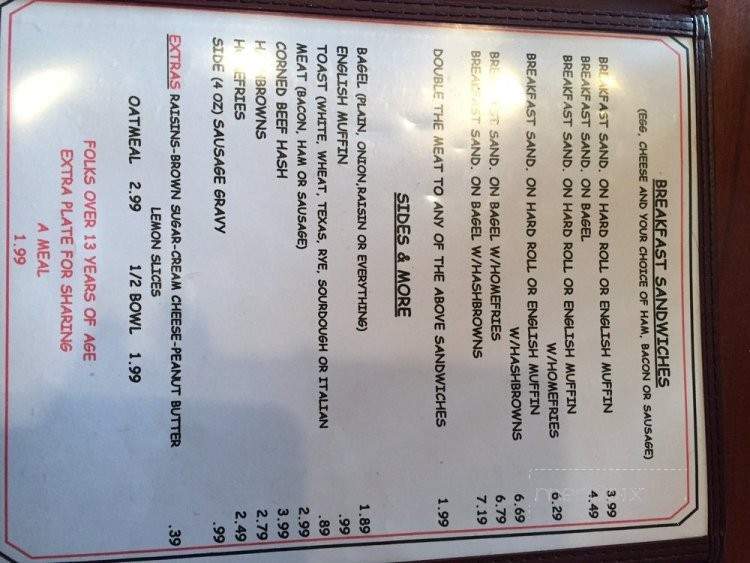 BREAKFAST SANDWICHES
(EGG, CHEESE AND YOUR CHOICE OF HAM, BACON OR SAUSAGE)
BREAKFAST SAND. ON HARD ROLL OR ENGLISH MUFFIN 3.99
BREAKFAST SAND. ON BAGEL 4.49
BREAKFAST SAND. ON HARD ROLL OR ENGLISH MUFFIN
W/HOMEFRIES 6.29
BREAKFAST SAND. ON HARD ROLL OR ENGLISH MUFFIN
W/HASHBROWNS 6.69
SAND. ON BAGEL W/HOMEFRIES 6.79
BREAKFAST SAND. ON BAGEL W/HASHBROWNS 7.19
DOUBLE THE MEAT TO ANY OF THE ABOVE SANDWICHES 1.99
SIDES & MORE
BAGEL (PLAIN, ONION,RAISIN OR EVERYTHING) 1.89
ENGLISH MUFFIN .99
TOAST (WHITE, WHEAT, TEXAS, RYE, SOURDOUGH OR ITALIAN .89
MEAT (BACON, HAM OR SAUSAGE) 2.99
CORNED BEEF HASH 3.99
HASHBROWNS 2.79
HOMEFRIES 2.49
SIDE (4 OZ) SAUSAGE GRAVY .99
EXTRAS RAISINS-BROWN SUGAR-CREAM CHEESE-PEANUT BUTTER
LEMON SLICES .39
OATMEAL 2.99 1/2 BOWL 1.99
FOLKS OVER 13 YEARS OF AGE
EXTRA PLATE FOR SHARING
A MEAL
1.99